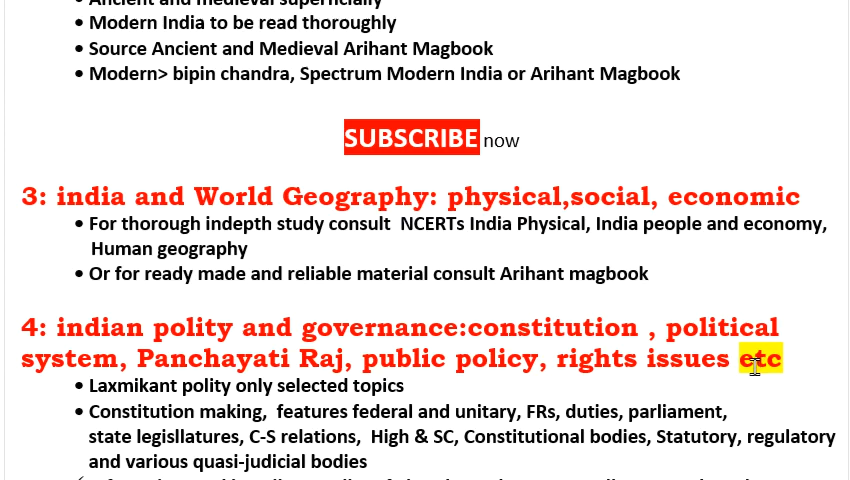 • Ancient and medieval superficially
• Modern India to be read thoroughly
• Source Ancient and Medieval Arihant Magbook
• Modern> bipin chandra, Spectrum Modern India or Arihant Magbook
SUBSCRIBE now
3: india and World Geography: physical,social, economic
• For thorough indepth study consult NCERTs India Physical, India people and economy,
Human geography
• Or for ready made and reliable material consult Arihant magbook
4: indian polity and governance:constitution , political
system, Panchayati Raj, public policy, rights issues etc
• Laxmikant polity only selected topics
• Constitution making, features federal and unitary, FRs, duties, parliament,
state legisllatures, C-S relations, High & SC, Constitutional bodies, Statutory, regulatory
and various quasi-judicial bodies